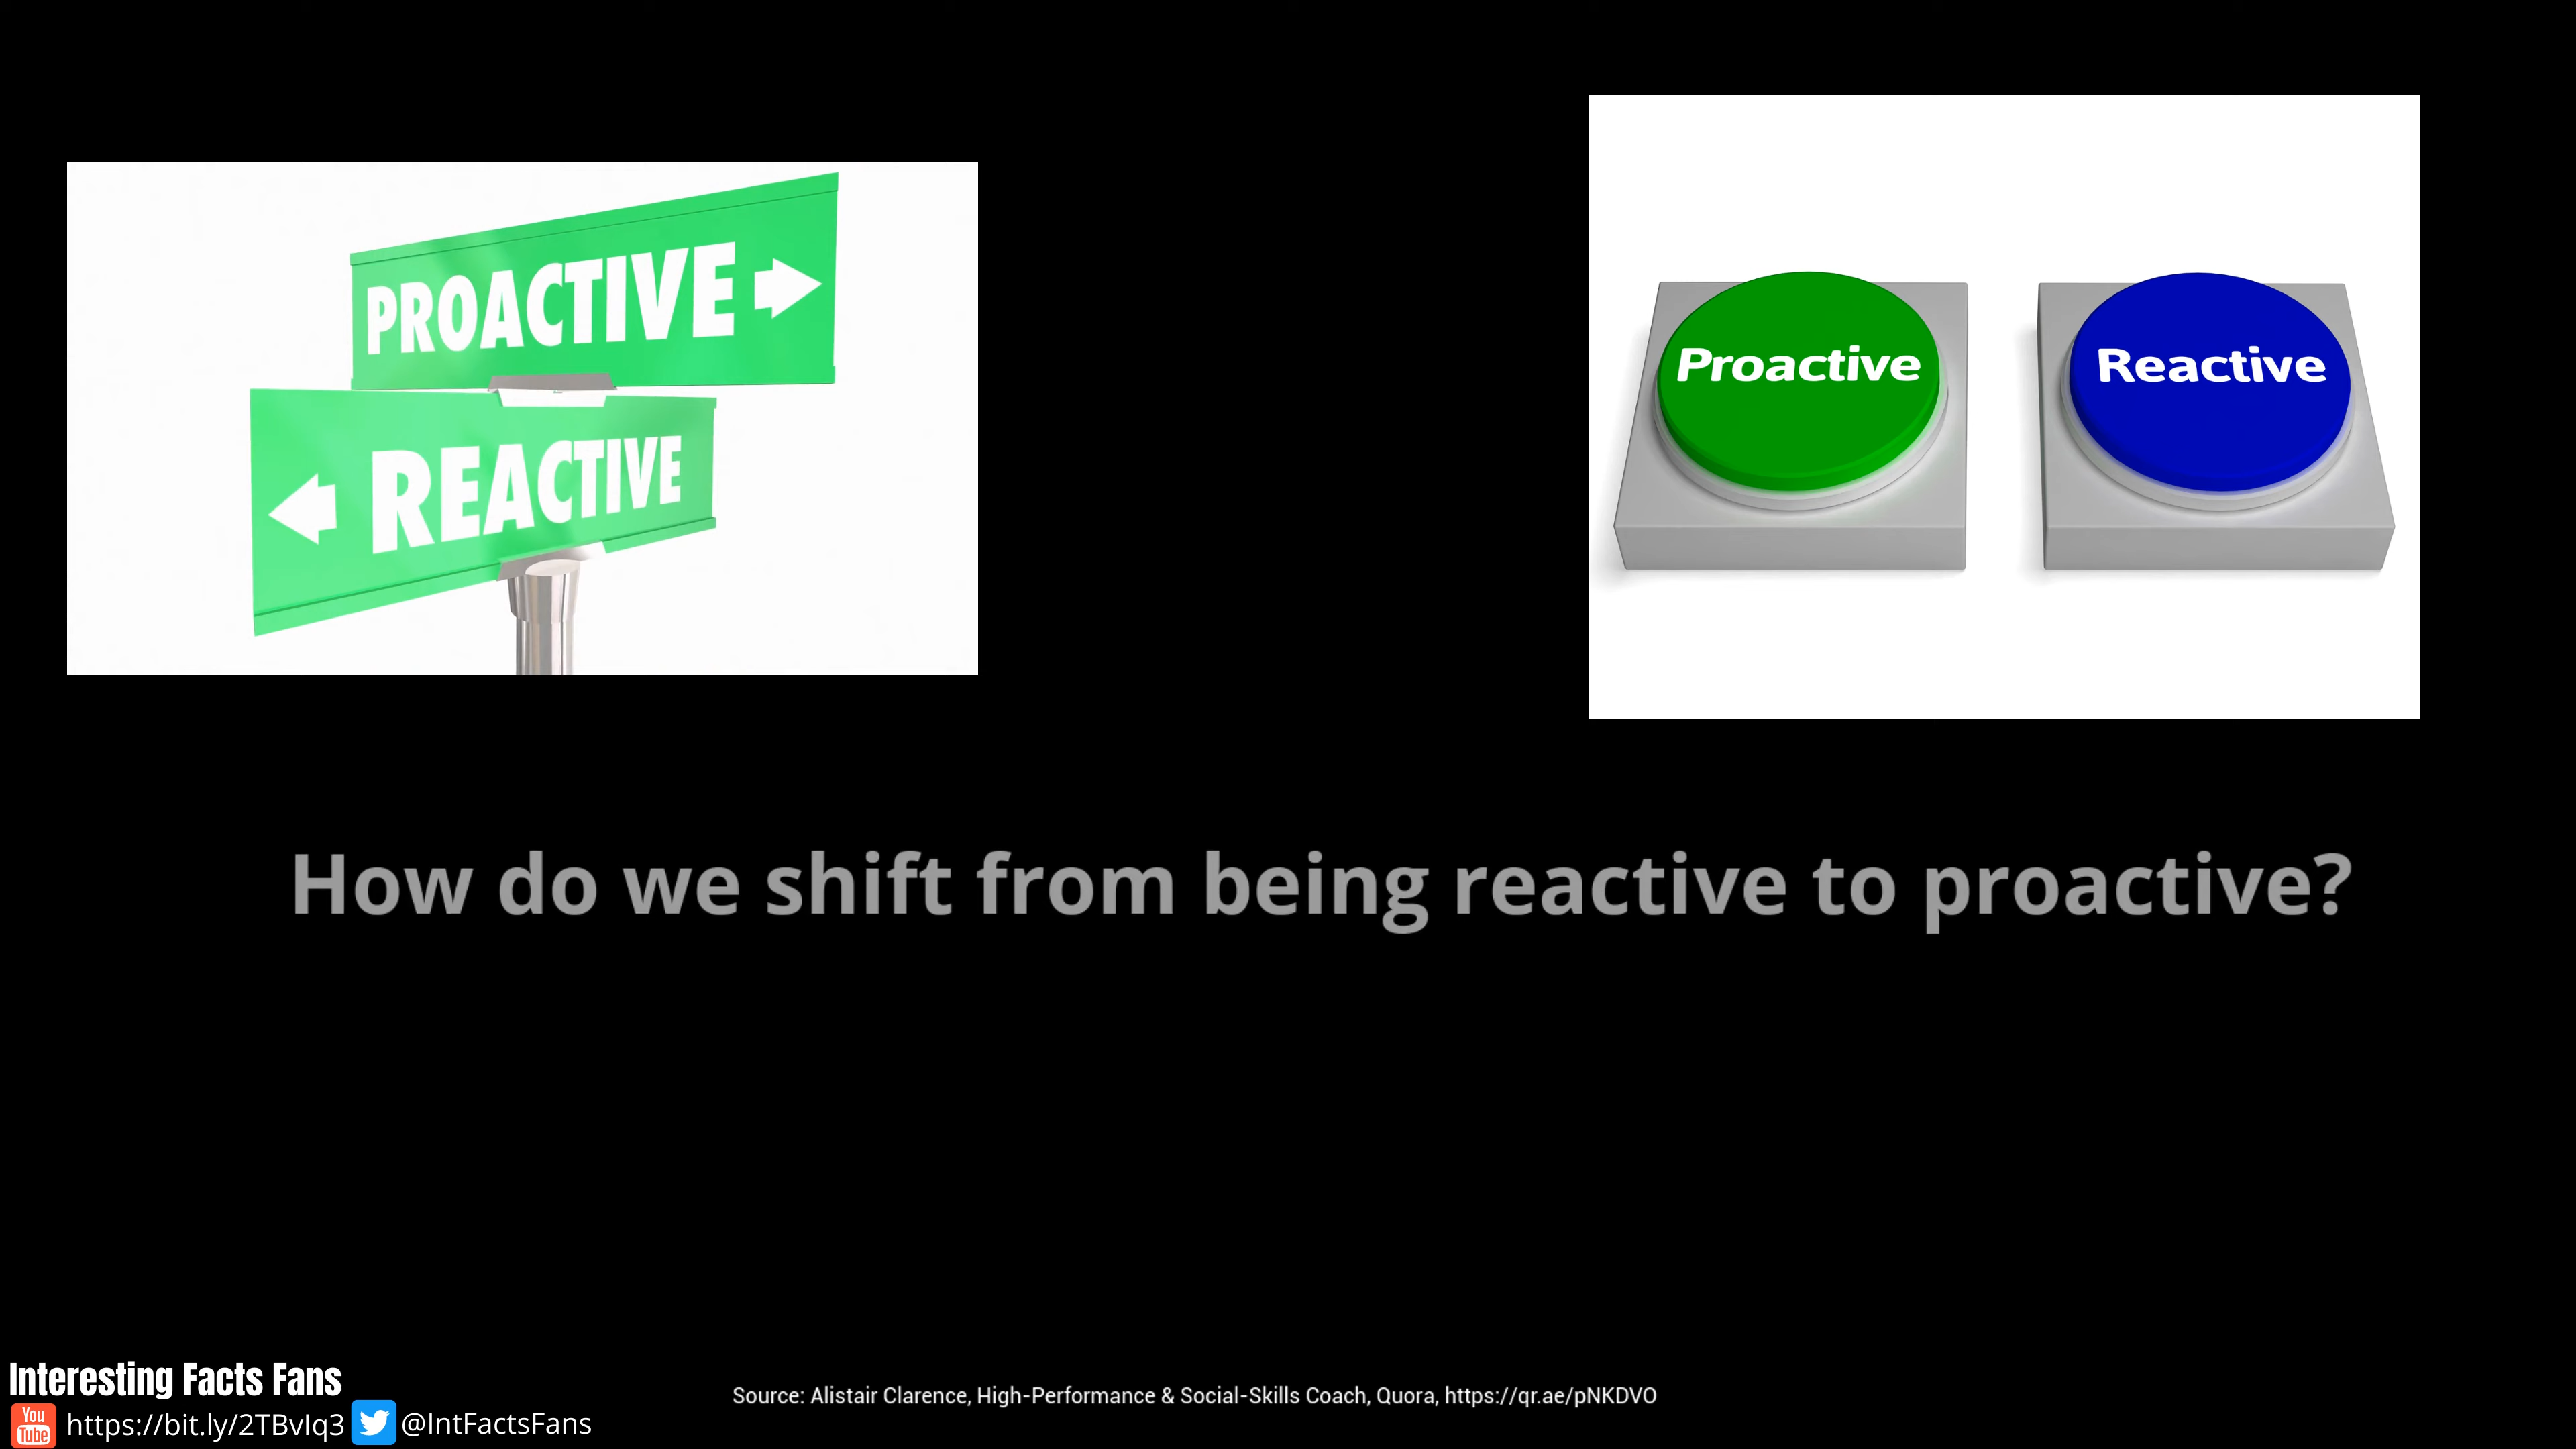 PROACTIVE
REACTIVE
Proactive
Reactive
How do we shift from being reactive to proactive?
Interesting Facts Fans
You
Tube
https://bit.ly/2TBvIq3
@IntFactsFans
Source: Alistair Clarence, High-Performance & Social-Skills Coach, Quora, https://qr.ae/pNKDVO